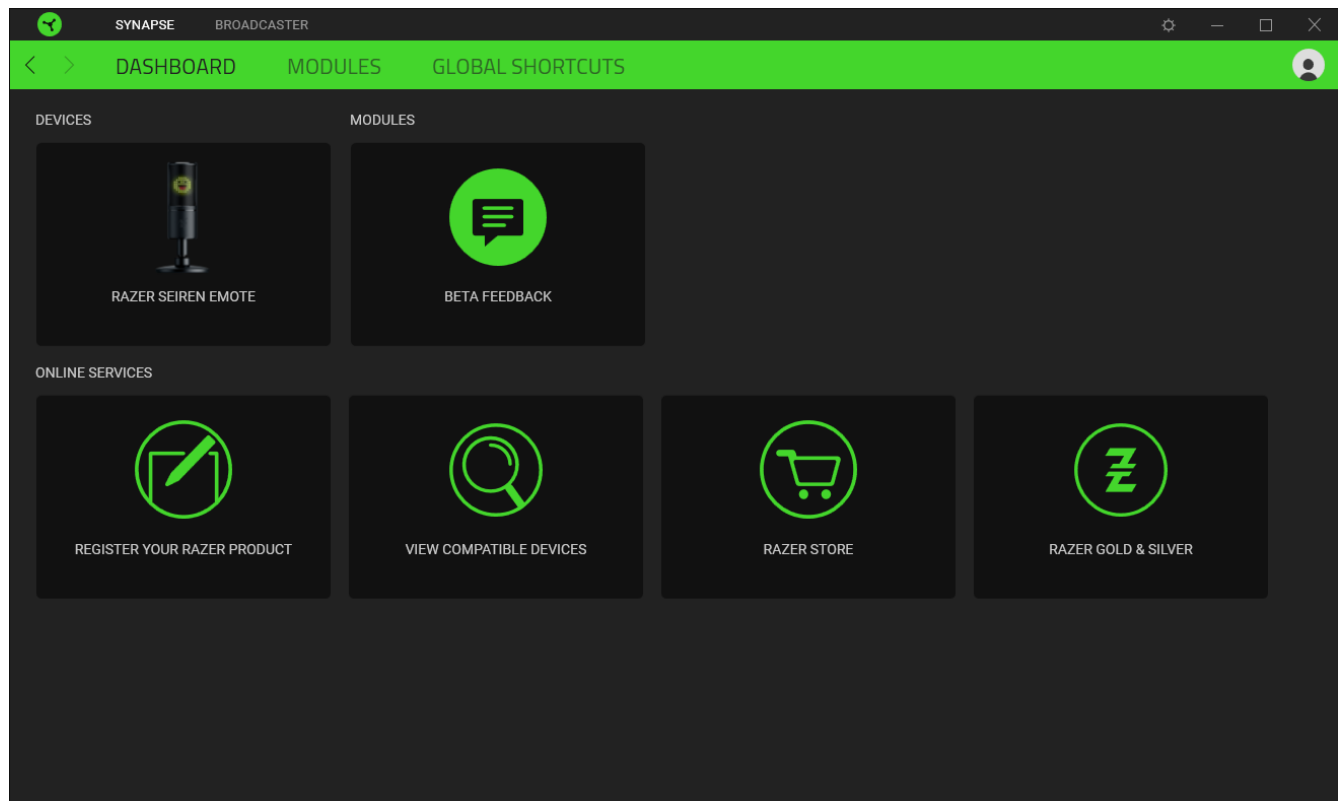 SYNAPSE BROADCASTER
DASHBOARD MODULES GLOBAL SHORTCUTS
DEVICES MODULES
RAZER SEIREN EMOTE BETA FEEDBACK
ONLINE SERVICES
REGISTER YOUR RAZER PRODUCT VIEW COMPATIBLE DEVICES RAZER STORE RAZER GOLD & SILVER